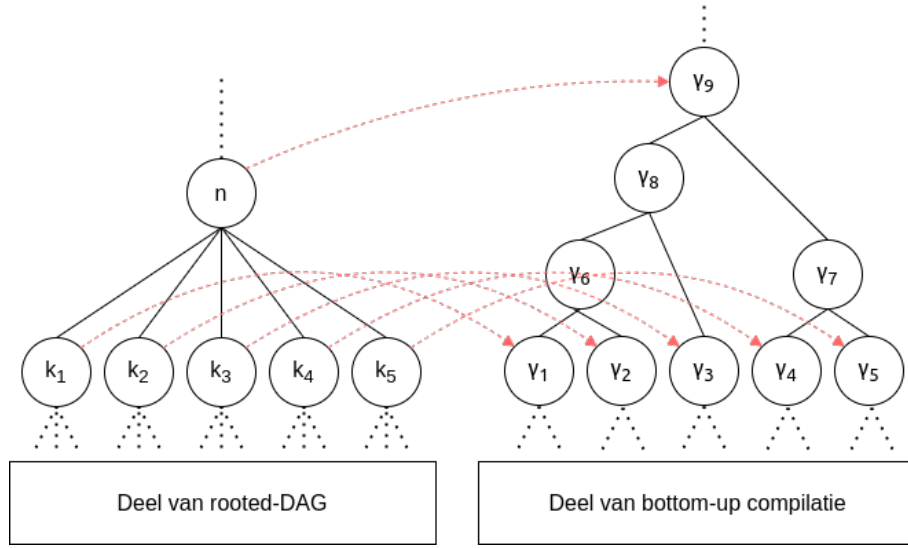 γ₉
γ₈
n
γ₆
γ₇
k₁ k₂ k₃ k₄ k₅
γ₁ γ₂ γ₃ γ₄ γ₅
Deel van rooted-DAG
Deel van bottom-up compilatie